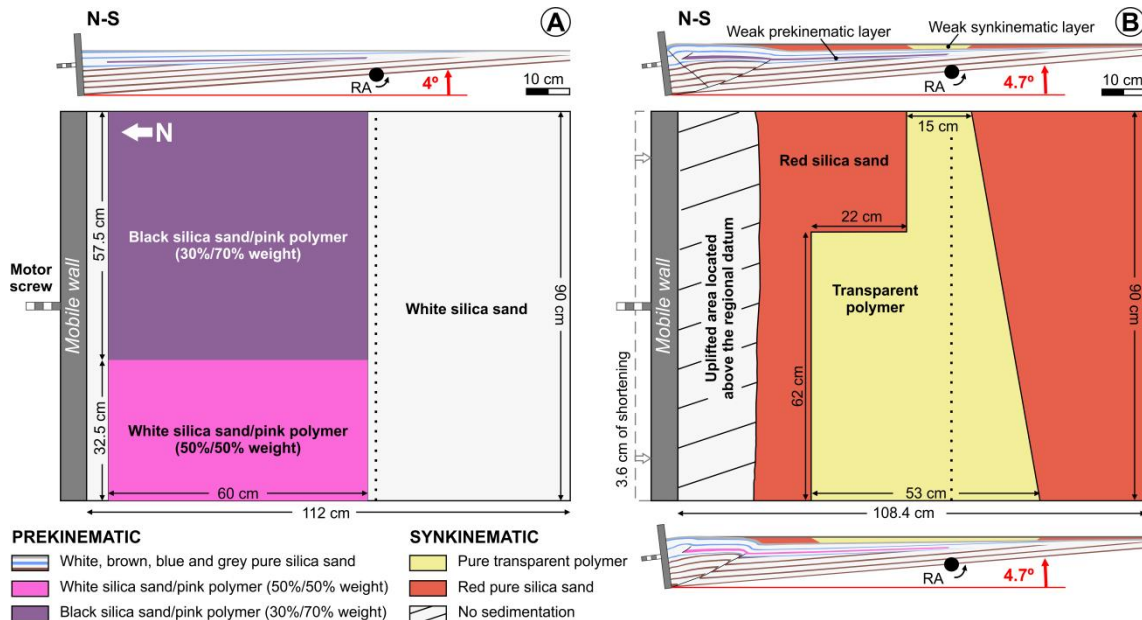 N-S
A
RA
4º
10 cm
N
57.5 cm
Black silica sand/pink polymer
(30%/70% weight)
Motor
screw
Mobile wall
White silica sand
90 cm
32.5 cm
White silica sand/pink polymer
(50%/50% weight)
60 cm
112 cm
N-S
Weak prekinematic layer
Weak synkinematic layer
B
RA
4.7º
10 cm
15 cm
Red silica sand
22 cm
Mobile wall
Uplifted area located
above the regional datum
Transparent
polymer
62 cm
90 cm
3.6 cm of shortening
53 cm
108.4 cm
RA
4.7º
PREKINEMATIC
White, brown, blue and grey pure silica sand
White silica sand/pink polymer (50%/50% weight)
Black silica sand/pink polymer (30%/70% weight)
SYNKINEMATIC
Pure transparent polymer
Red pure silica sand
No sedimentation